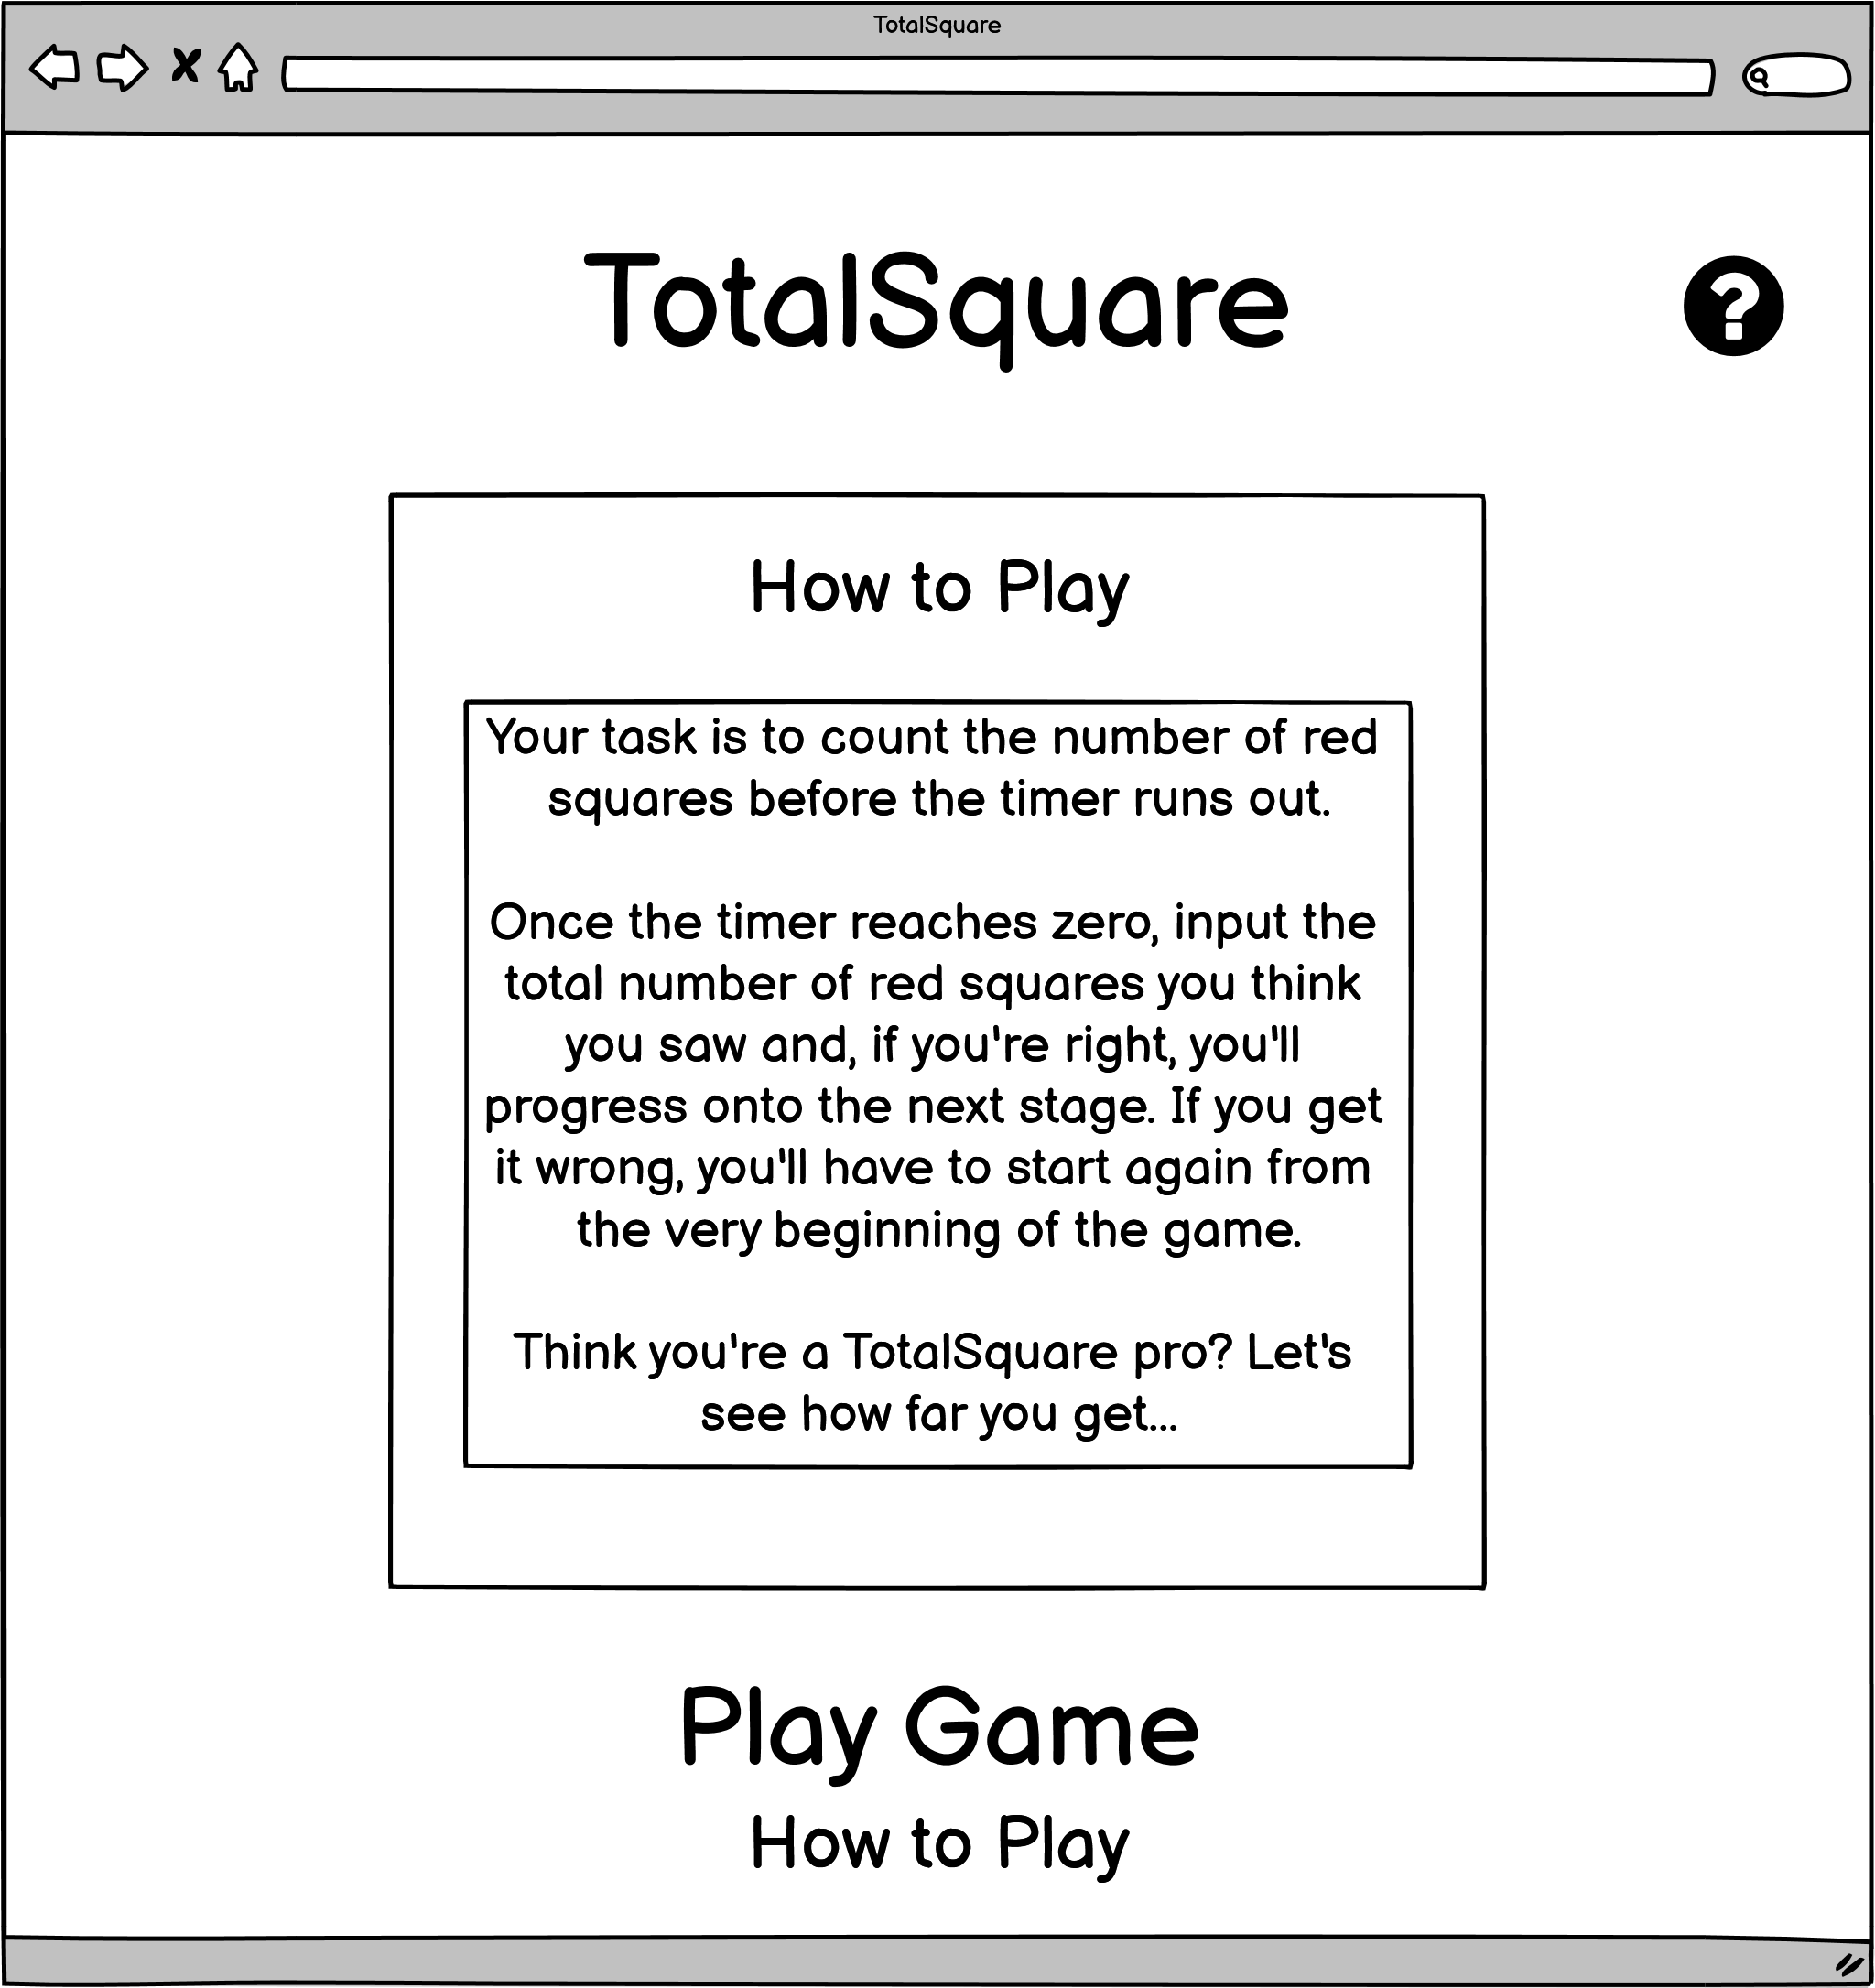 TotalSquare
TotalSquare
?
How to Play
Your task is to count the number of red
squares before the timer runs out.
Once the timer reaches zero, input the
total number of red squares you think
you saw and, if you're right, you'll
progress onto the next stage. If you get
it wrong, you'll have to start again from
the very beginning of the game.
Think you're a TotalSquare pro? Let's
see how far you get...
Play Game
How to Play